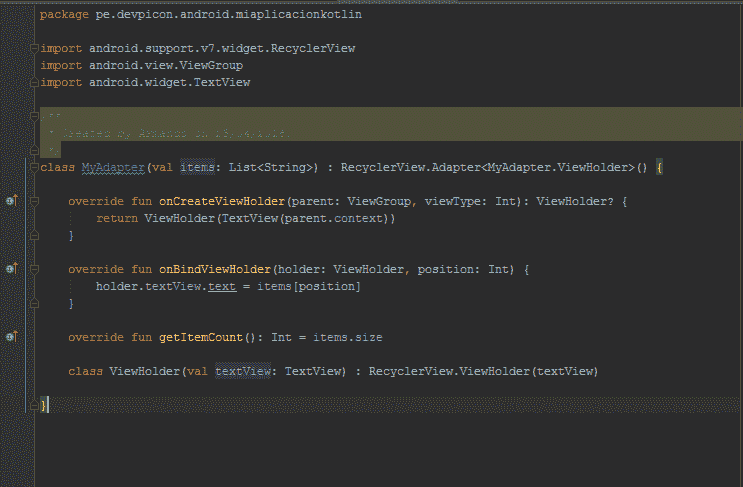 package pe.devpicon.android.miaplicacionkotlin
import android.support.v7.widget.RecyclerView
import android.view.ViewGroup
import android.widget.TextView
/**
* Created by Armando on
*/
class MyAdapter(val items: List<String>) : RecyclerView.Adapter<MyAdapter.ViewHolder>() {
override fun onCreateViewHolder(parent: ViewGroup, viewType: Int): ViewHolder? {
return ViewHolder(TextView(parent.context))
}
override fun onBindViewHolder(holder: ViewHolder, position: Int) {
holder.textView.text = items[position]
}
override fun getItemCount(): Int = items.size
class ViewHolder(val textView: TextView) : RecyclerView.ViewHolder(textView)
}